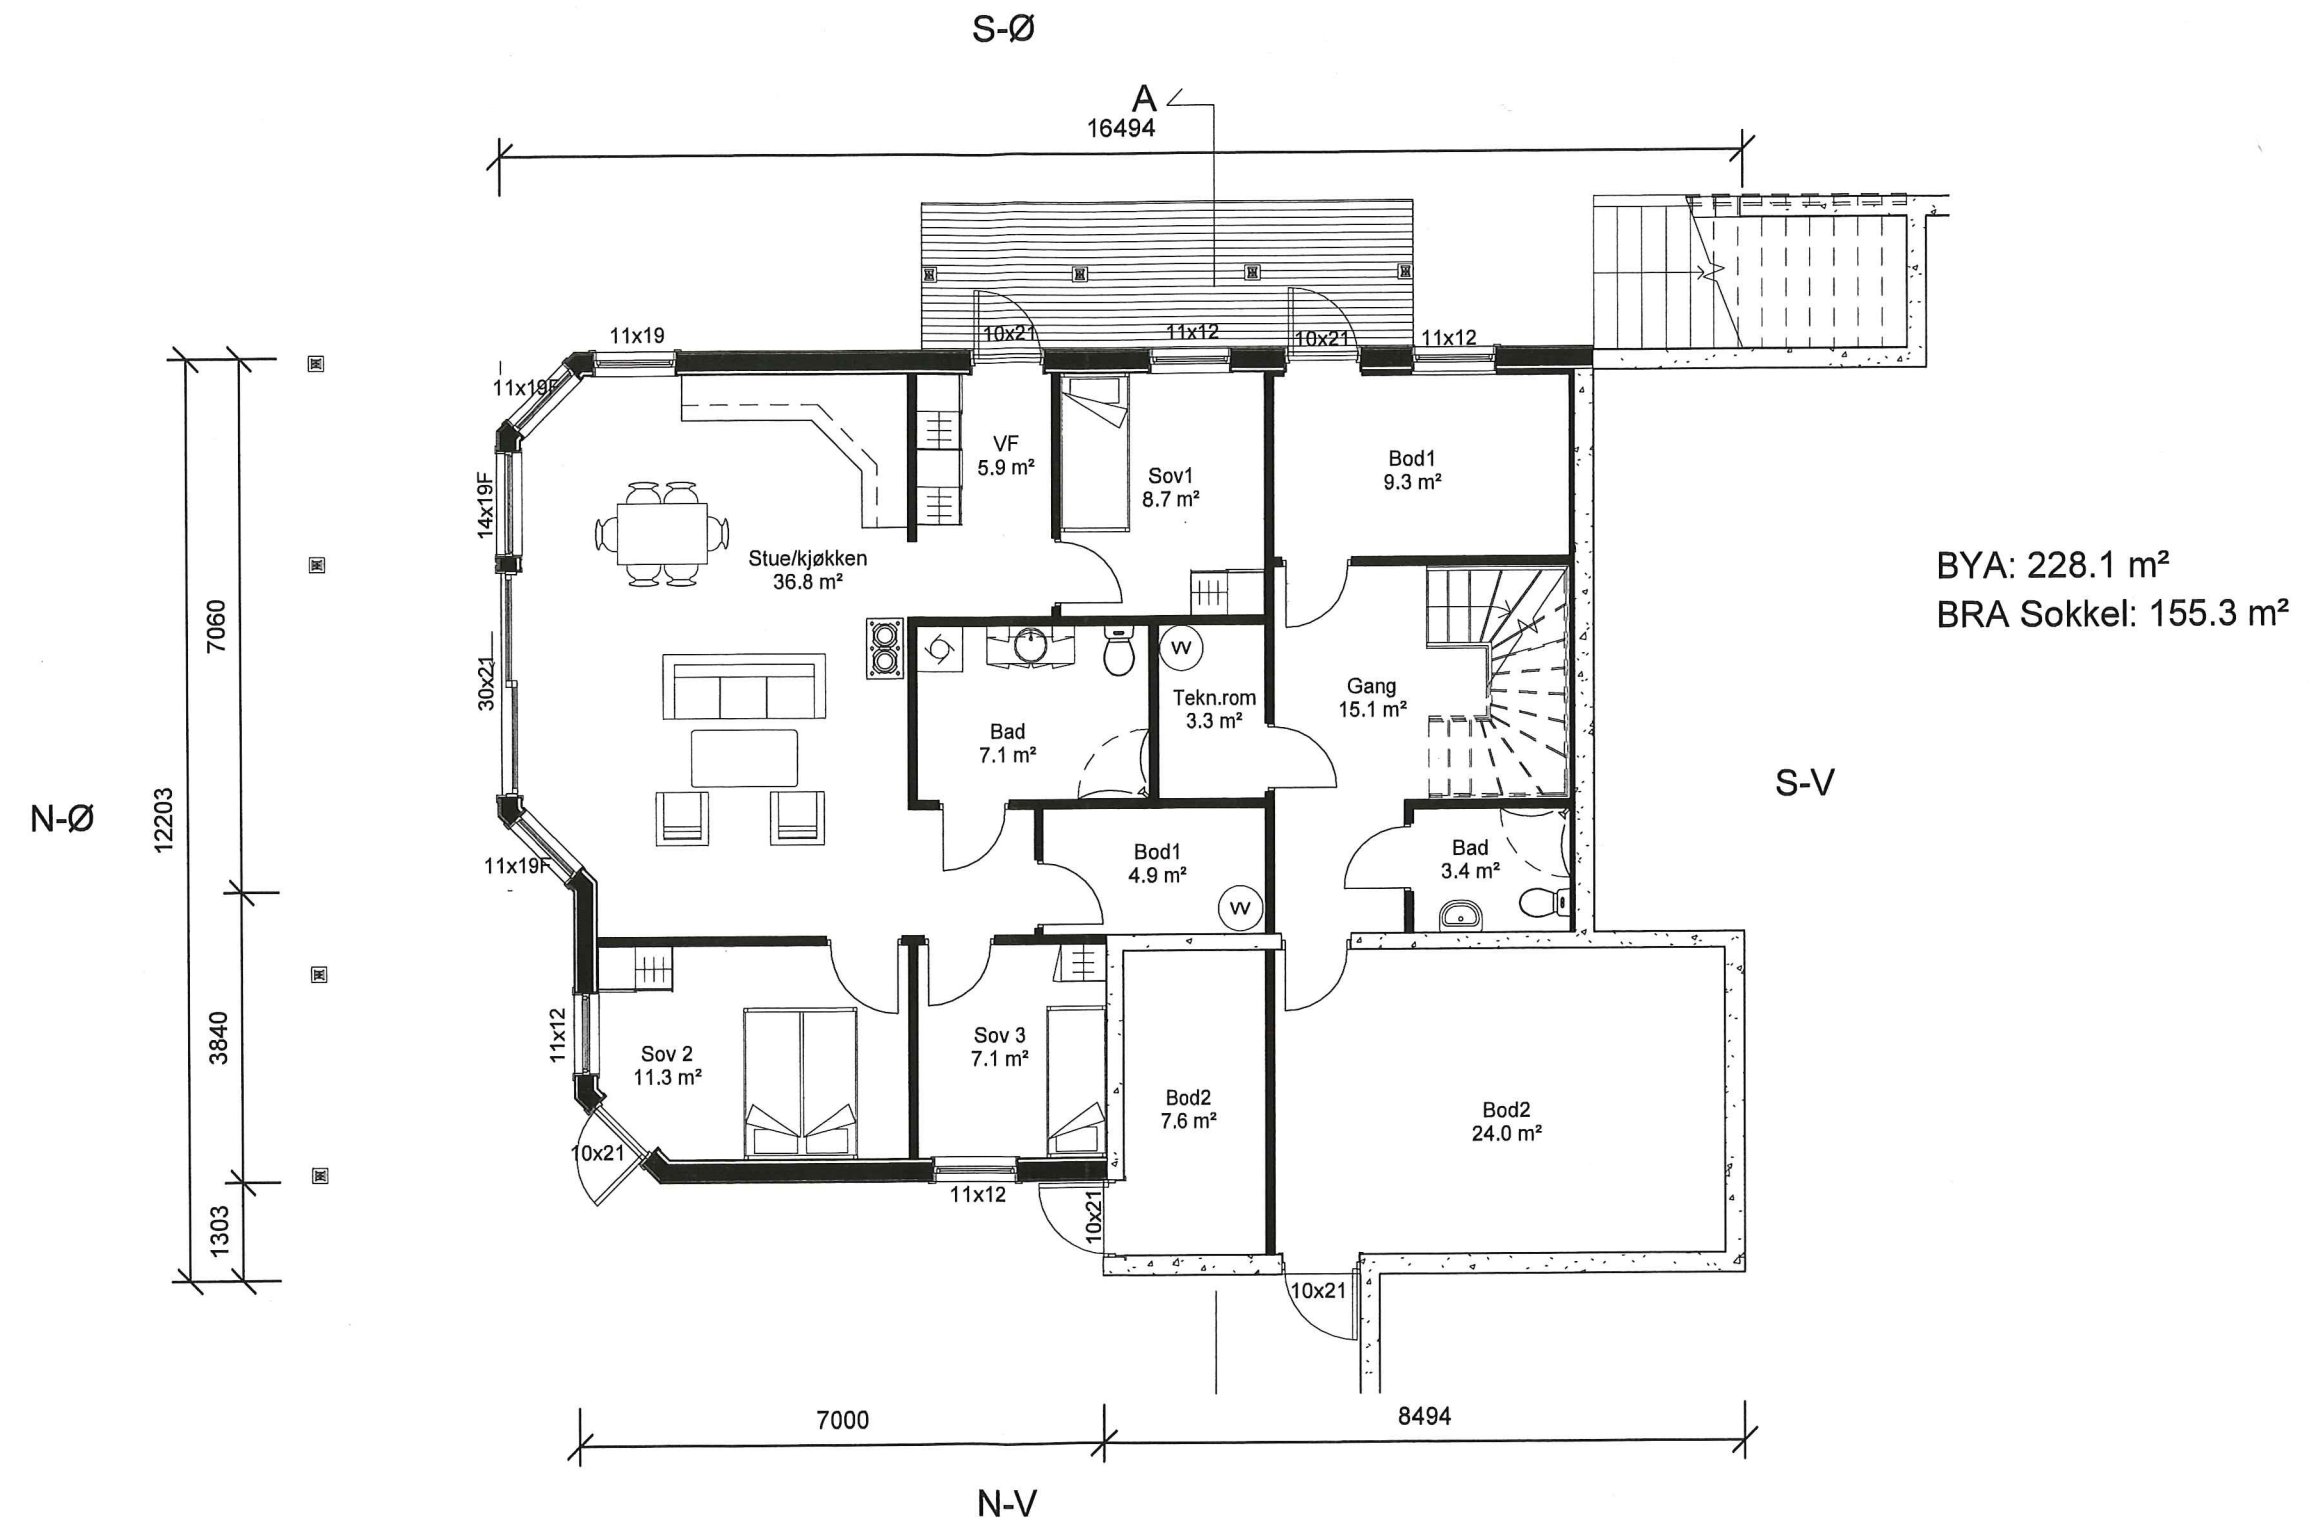 S-Ø
A
16494
11x19
10x21
11x12
10x21
11x12
11x19F
VF
5.9 m²
Sov1
8.7 m²
Bod1
9.3 m²
14x19F
Stue/kjøkken
36.8 m²
BYA: 228.1 m²
BRA Sokkel: 155.3 m²
7060
30x21
W
Tekn.rom
3.3 m²
Gang
15.1 m²
Bad
7.1 m²
S-V
N-Ø
12203
11x19F
Bod1
4.9 m²
W
Bad
3.4 m²
3840
11x12
Sov 2
11.3 m²
Sov 3
7.1 m²
Bod2
7.6 m²
Bod2
24.0 m²
10x21
11x12
10x21
1303
10x21
7000
8494
N-V